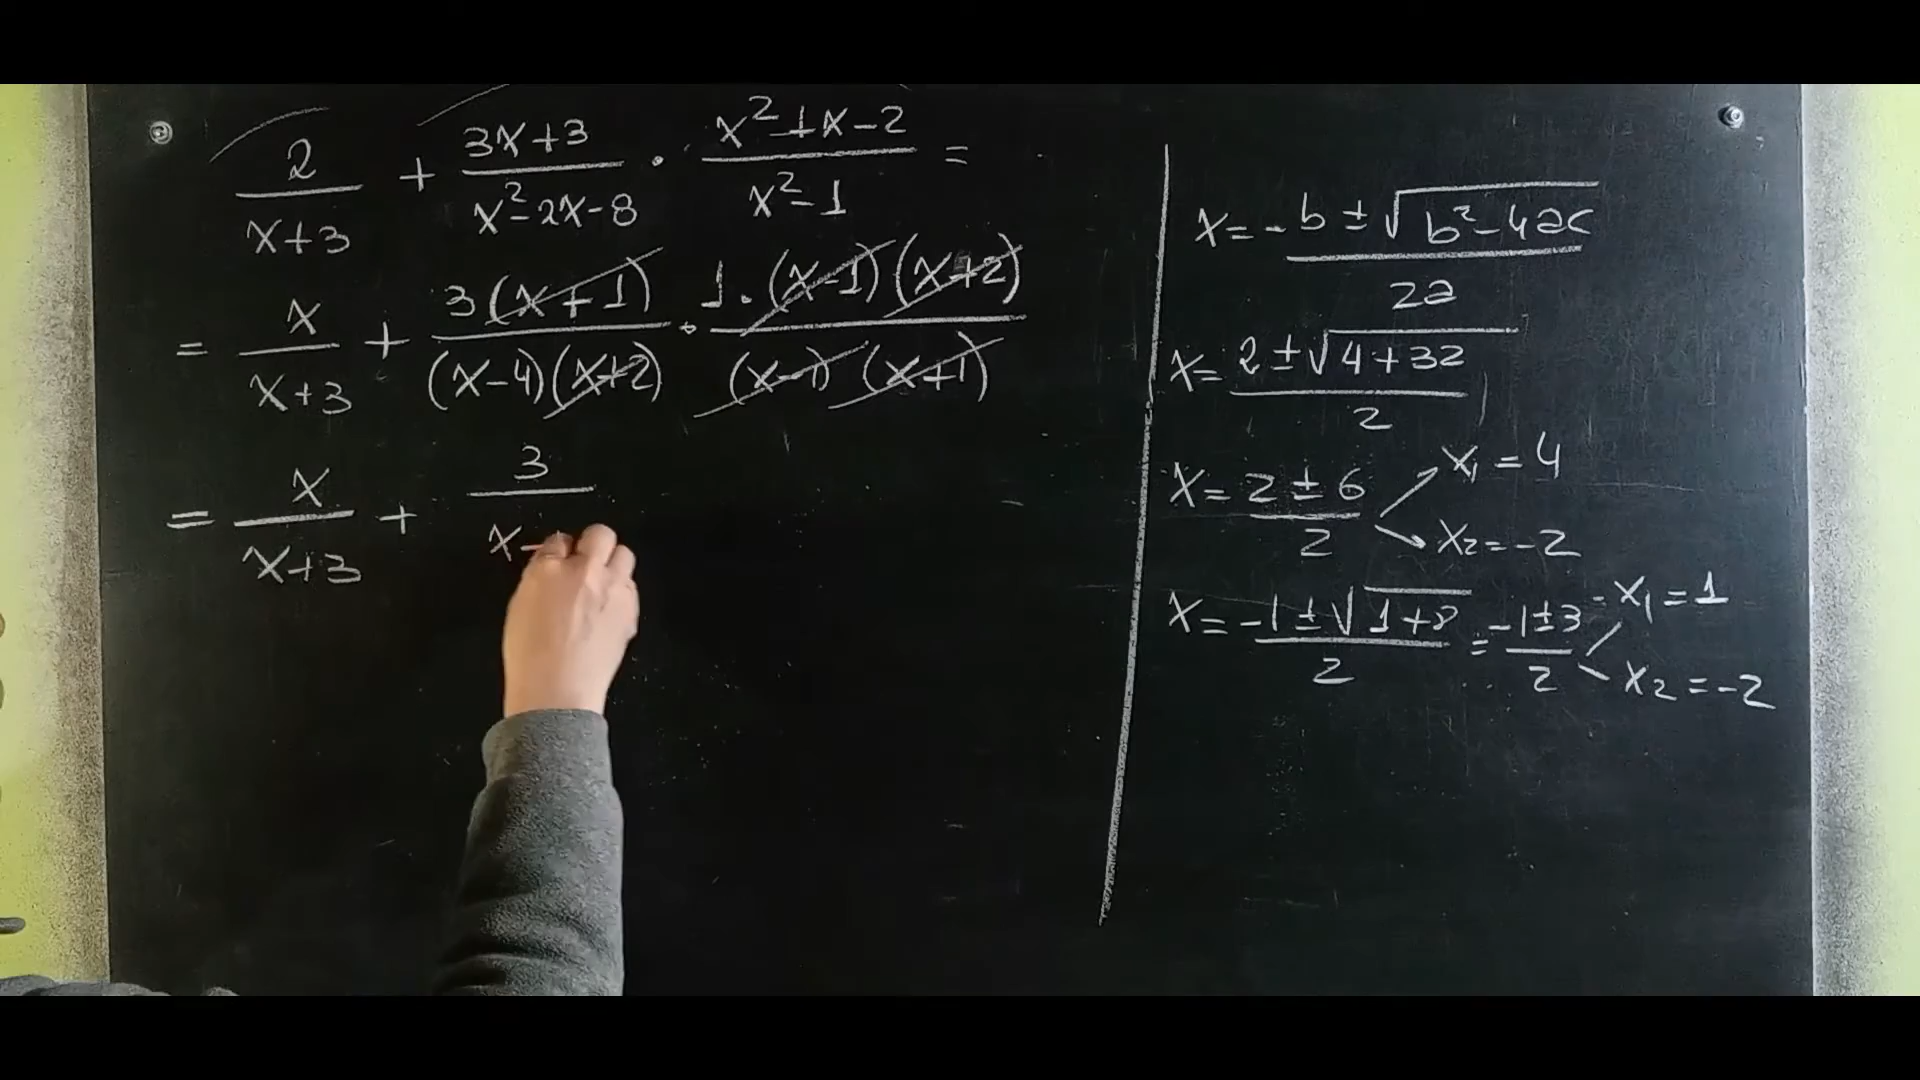 2/(x+3) + (3x+3)/(x²-2x-8) · (x²+x-2)/(x²-1) =
= x/(x+3) + 3(x+1)/((x-4)(x+2)) · 1·(x-1)(x+2)/((x-1)(x+1))
= x/(x+3) + 3/(x-
x = -b±√(b²-4ac)/2a
x = (2±√(4+32))/2
x = (2±6)/2 x₁=4
x₂=-2
x = (-1±√(1+8))/2 = (-1±3)/2 x₁=1
x₂=-2